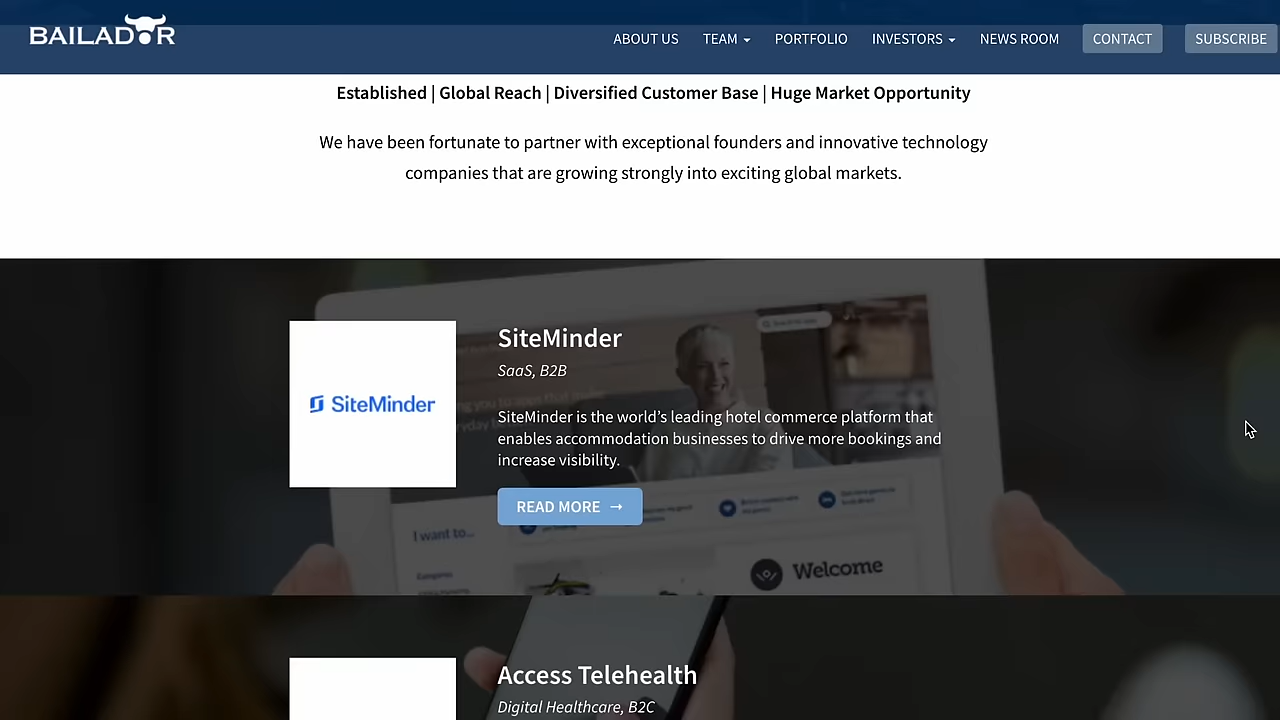 BAILADOR
ABOUT US TEAM PORTFOLIO INVESTORS NEWS ROOM CONTACT SUBSCRIBE
Established | Global Reach | Diversified Customer Base | Huge Market Opportunity
We have been fortunate to partner with exceptional founders and innovative technology
companies that are growing strongly into exciting global markets.
SiteMinder
SiteMinder
SaaS, B2B
SiteMinder is the world’s leading hotel commerce platform that
enables accommodation businesses to drive more bookings and
increase visibility.
READ MORE →
I want to...
Welcome
Access Telehealth
Digital Healthcare, B2C